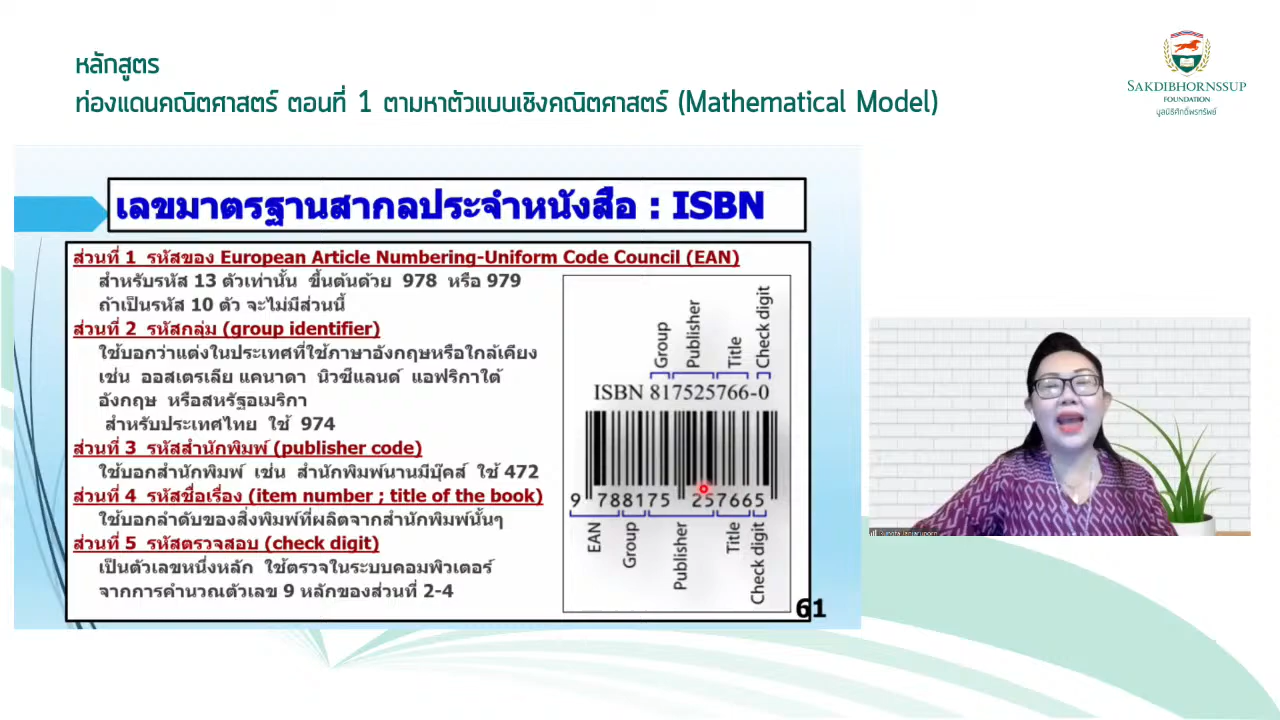 หลักสูตร
ท่องแดนคณิตศาสตร์ ตอนที่ 1 ตามหาตัวแบบเชิงคณิตศาสตร์ (Mathematical Model)
SAKDIBHORNSSUP
FOUNDATION
มูลนิธิศักดิ์พรทรัพย์
เลขมาตรฐานสากลประจำหนังสือ : ISBN
ส่วนที่ 1 รหัสของ European Article Numbering-Uniform Code Council (EAN)
สำหรับรหัส 13 ตัวเท่านั้น ขึ้นต้นด้วย 978 หรือ 979
ถ้าเป็นรหัส 10 ตัว จะไม่มีส่วนนี้
ส่วนที่ 2 รหัสกลุ่ม (group identifier)
ใช้บอกว่าแต่งในประเทศที่ใช้ภาษาอังกฤษหรือใกล้เคียง
เช่น ออสเตรเลีย แคนาดา นิวซีแลนด์ แอฟริกาใต้
อังกฤษ หรือสหรัฐอเมริกา
สำหรับประเทศไทย ใช้ 974
ส่วนที่ 3 รหัสสำนักพิมพ์ (publisher code)
ใช้บอกสำนักพิมพ์ เช่น สำนักพิมพ์นานมีบุ๊คส์ ใช้ 472
ส่วนที่ 4 รหัสชื่อเรื่อง (item number ; title of the book)
ใช้บอกลำดับของสิ่งพิมพ์ที่ผลิตจากสำนักพิมพ์นั้นๆ
ส่วนที่ 5 รหัสตรวจสอบ (check digit)
เป็นตัวเลขหนึ่งหลัก ใช้ตรวจในระบบคอมพิวเตอร์
จากการคำนวณตัวเลข 9 หลักของส่วนที่ 2-4
Group Publisher Title Check digit
ISBN 817525766-0
9 788175 257665
EAN Group Publisher Title Check digit
61